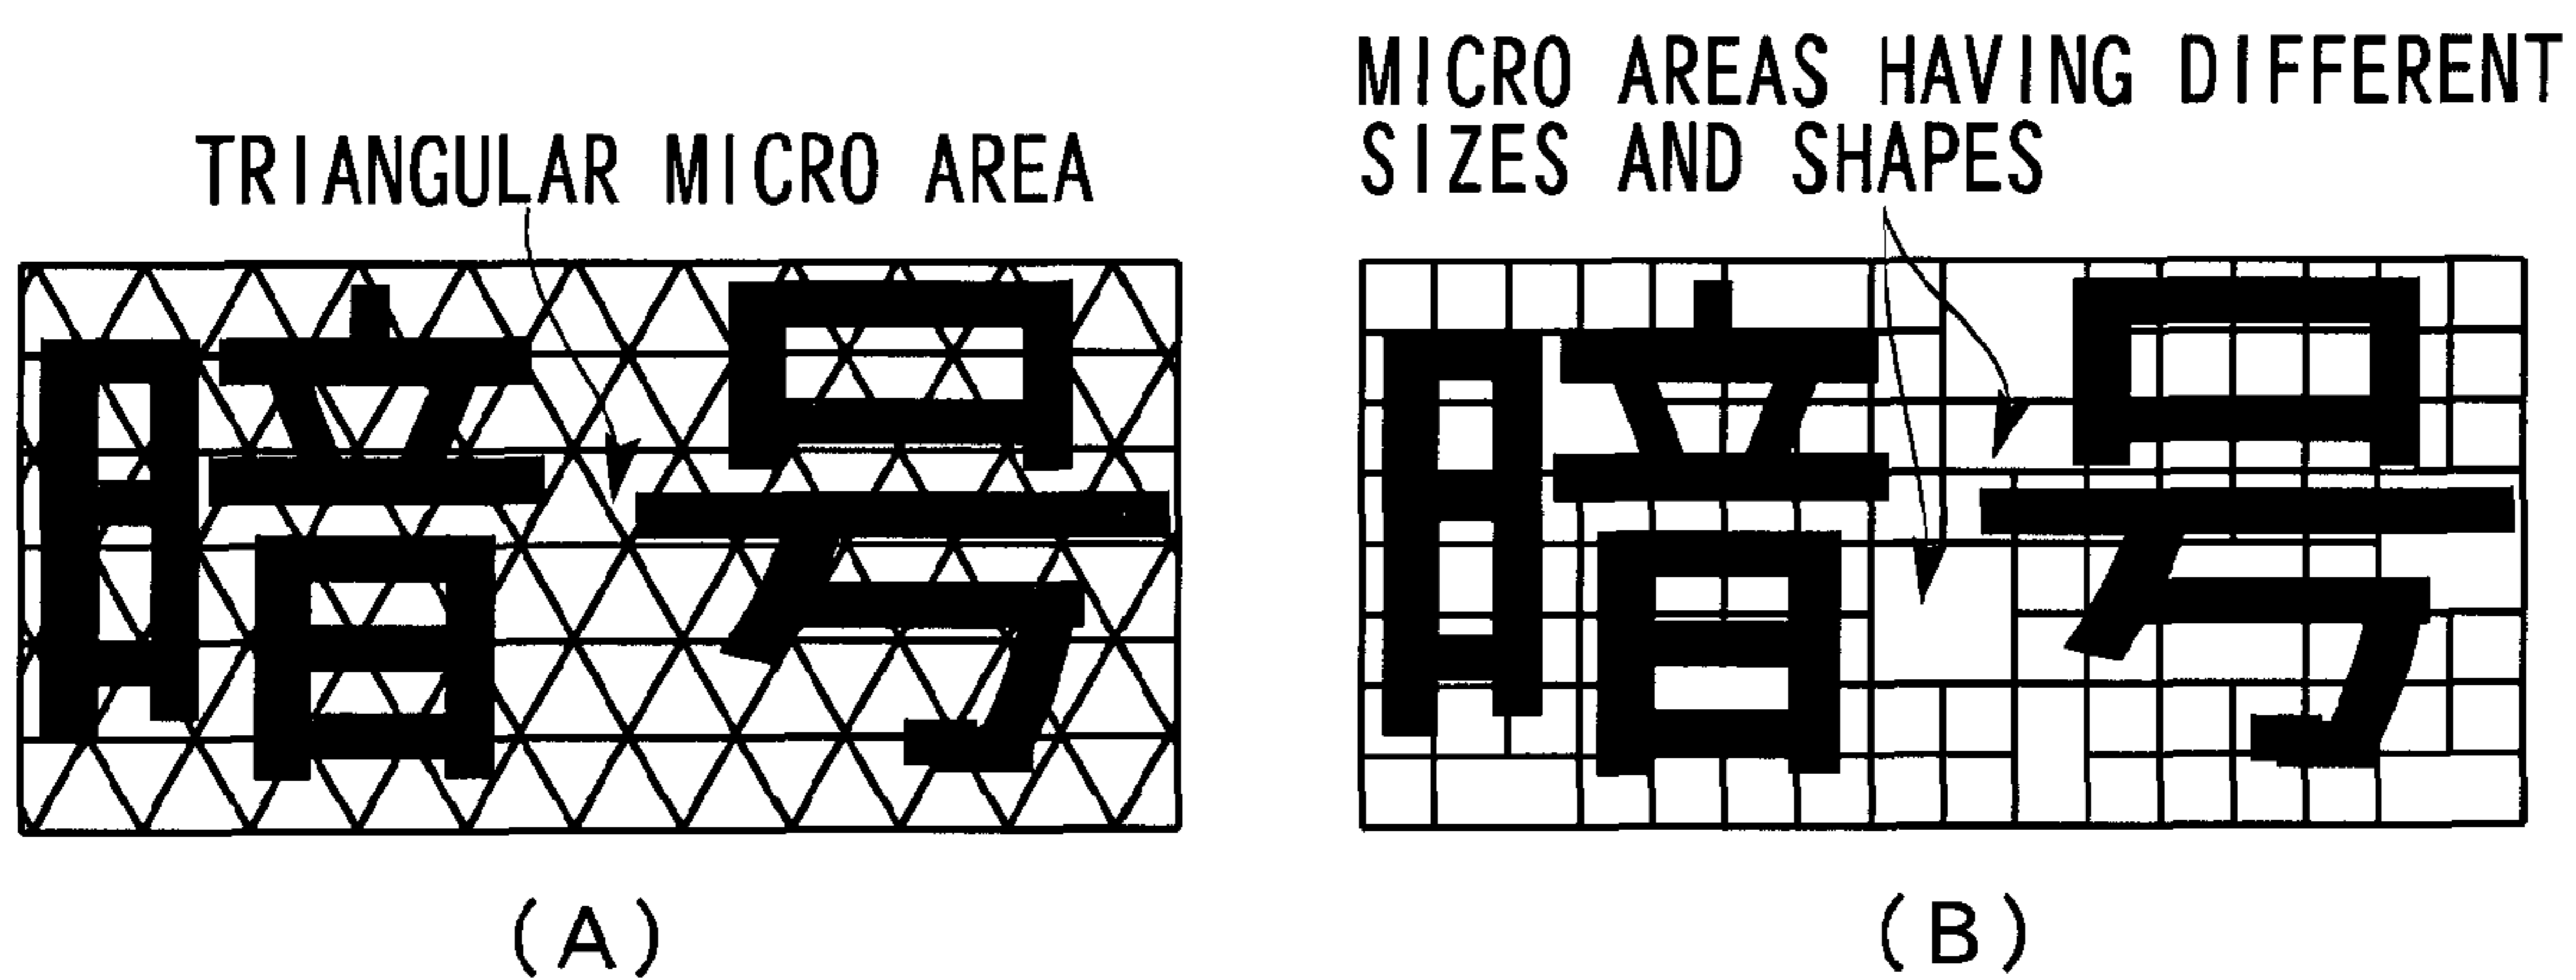 TRIANGULAR MICRO AREA
MICRO AREAS HAVING DIFFERENT
SIZES AND SHAPES
暗号
暗号
(A)
(B)